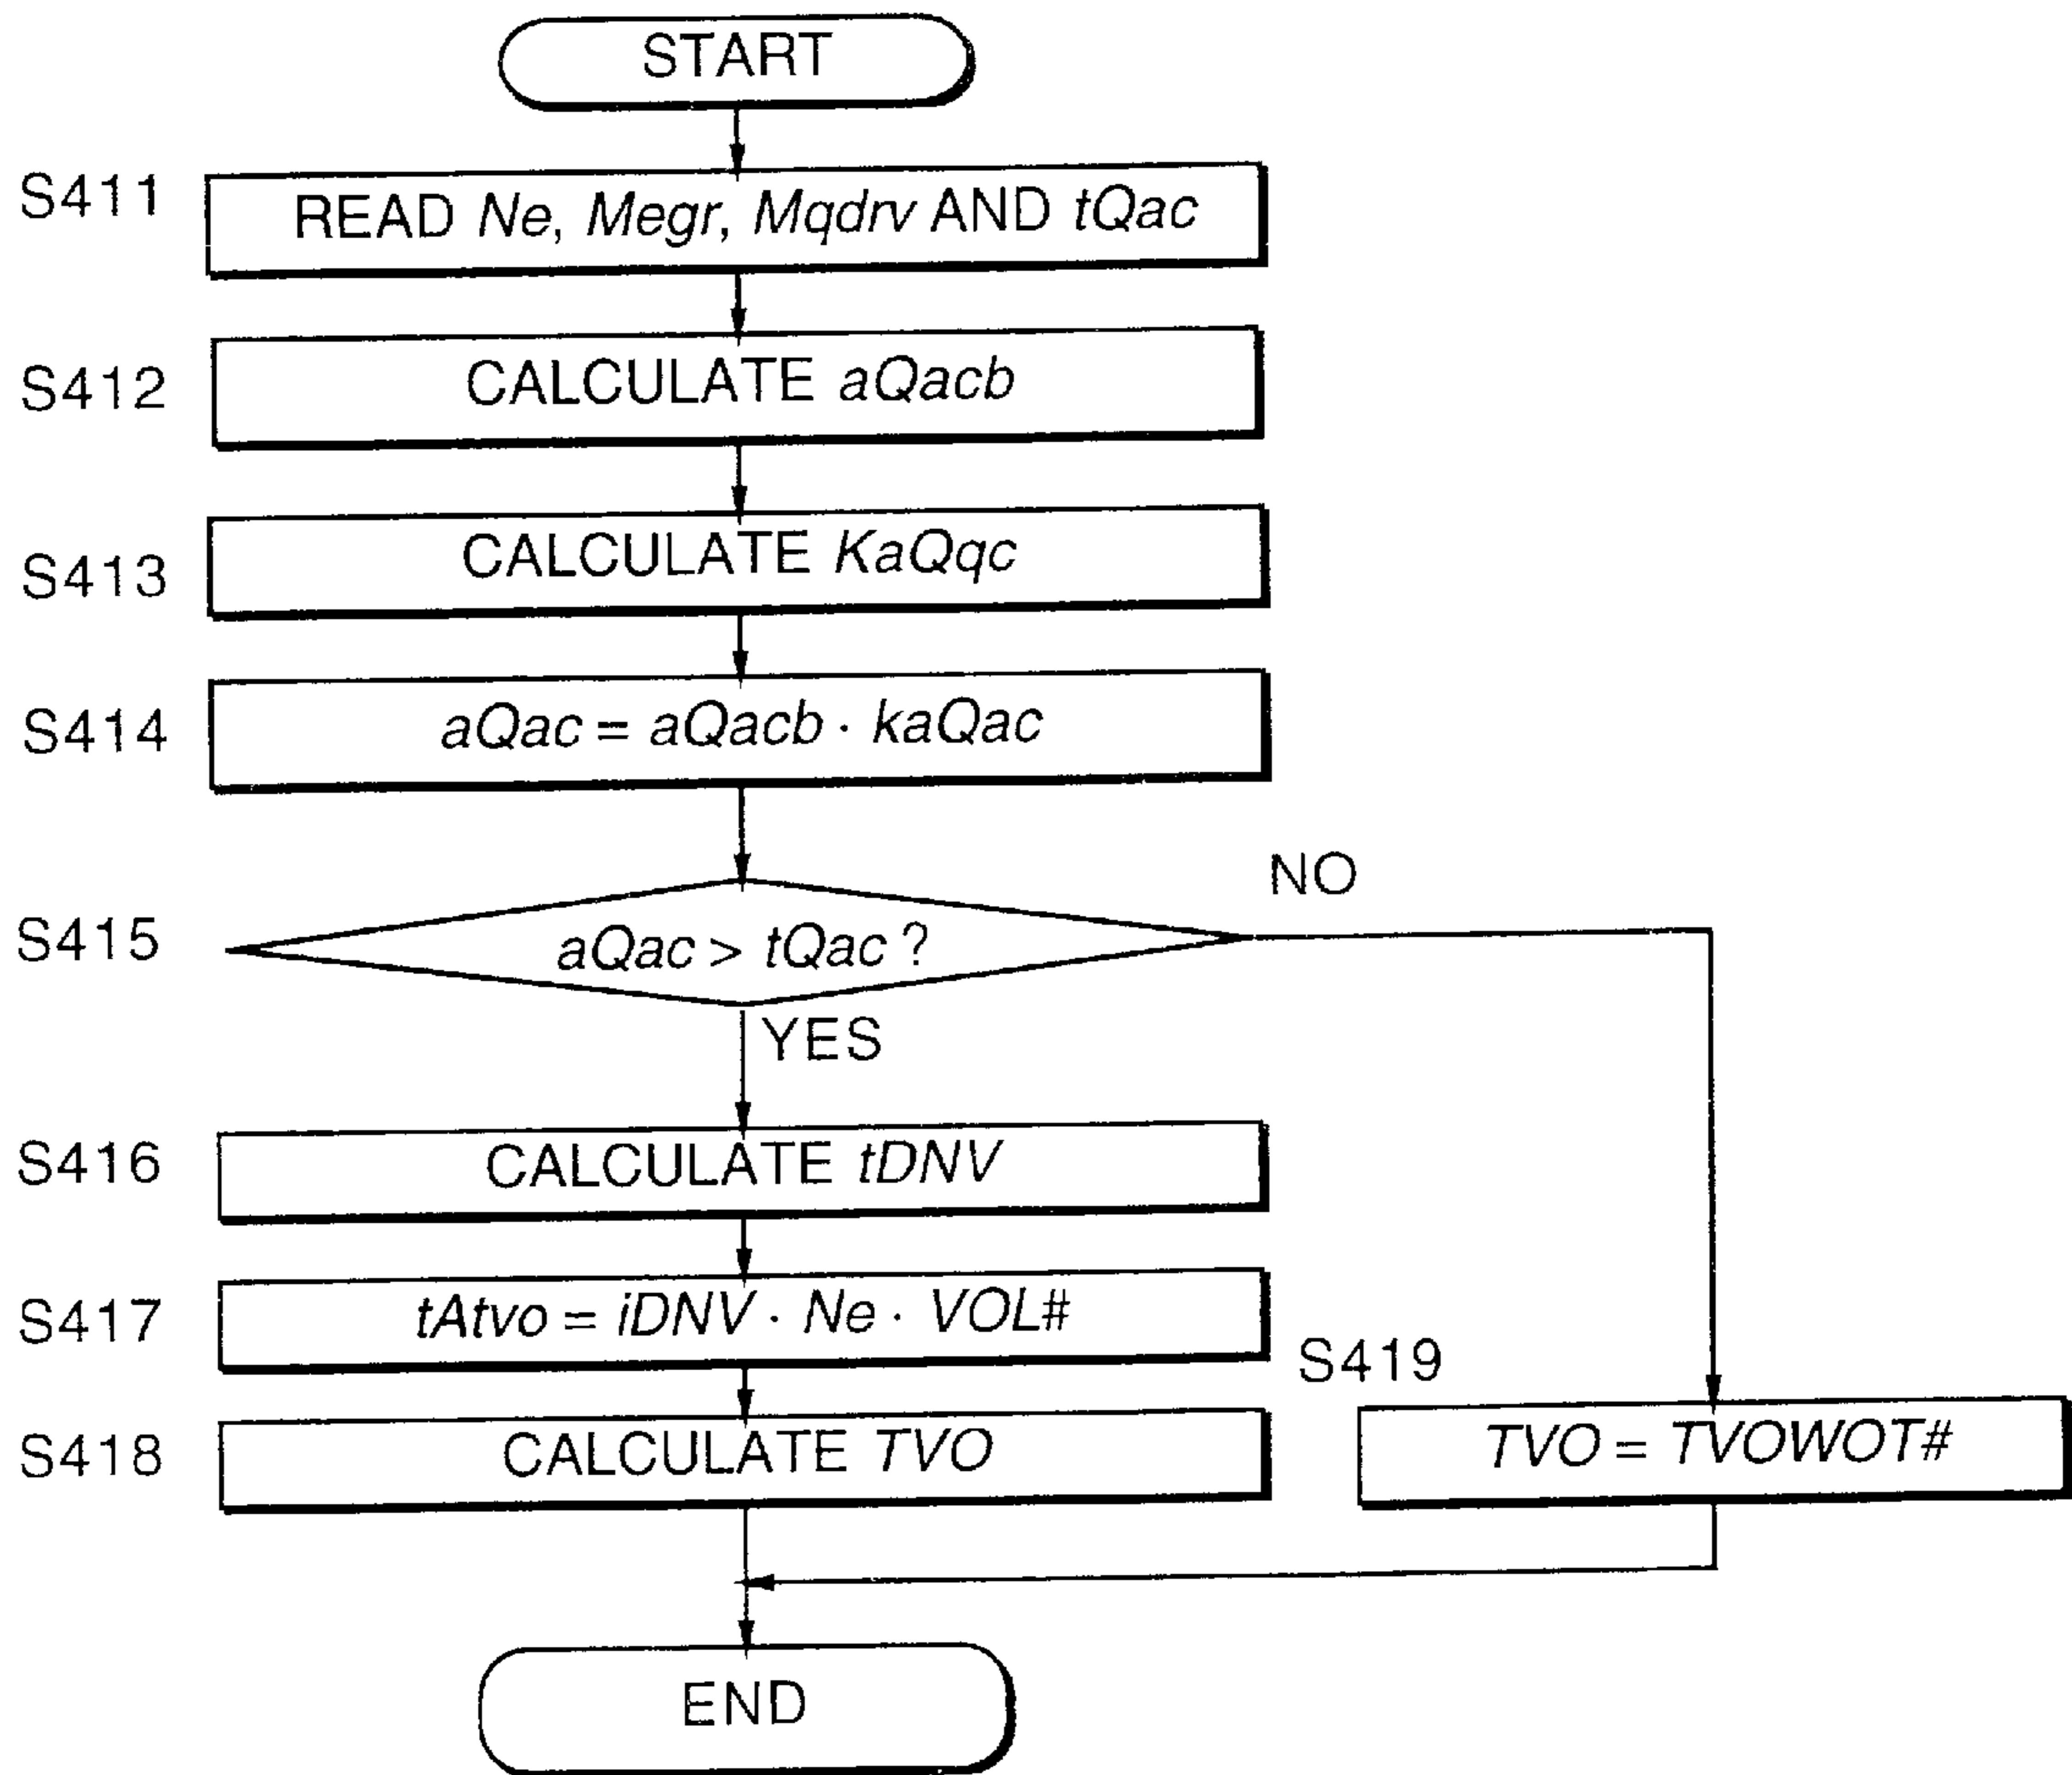 START
S411
READ Ne, Megr, Mqdrv AND tQac
S412
CALCULATE aQacb
S413
CALCULATE KaQqc
S414
aQac = aQacb · kaQac
S415
aQac > tQac ?
NO
YES
S416
CALCULATE tDNV
S417
tAtvo = iDNV · Ne · VOL#
S418
CALCULATE TVO
S419
TVO = TVOWOT#
END